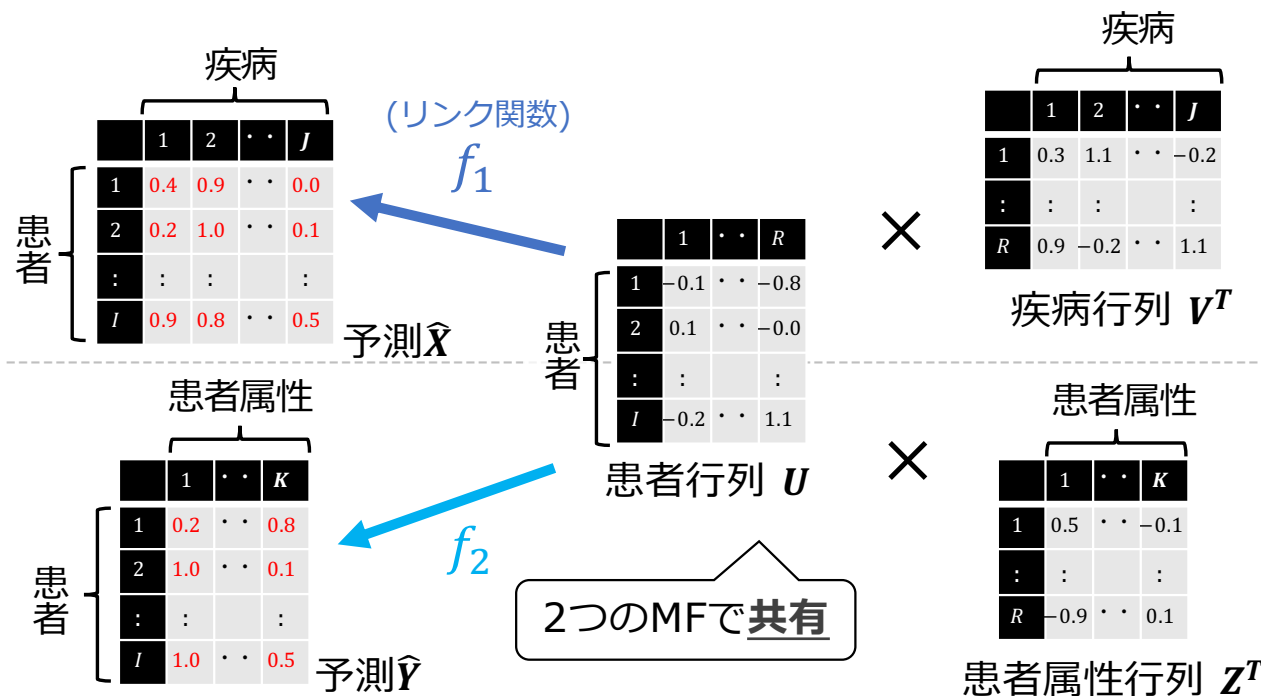 疾病
1 2 ・・ J
1 0.4 0.9 ・・ 0.0
2 0.2 1.0 ・・ 0.1
: : : :
I 0.9 0.8 ・・ 0.5
患者
予測X̂
(リンク関数)
f₁
疾病
1 2 ・・ J
1 0.3 1.1 ・・ −0.2
: : : :
R 0.9 −0.2 ・・ 1.1
疾病行列 Vᵀ
×
1 ・・ R
1 −0.1 ・・ −0.8
2 0.1 ・・ −0.0
: : :
I −0.2 ・・ 1.1
患者
患者行列 U
患者属性
1 ・・ K
1 0.2 ・・ 0.8
2 1.0 ・・ 0.1
: : :
I 1.0 ・・ 0.5
患者
予測Ŷ
f₂
2つのMFで共有
×
患者属性
1 ・・ K
1 0.5 ・・ −0.1
: : :
R −0.9 ・・ 0.1
患者属性行列 Zᵀ